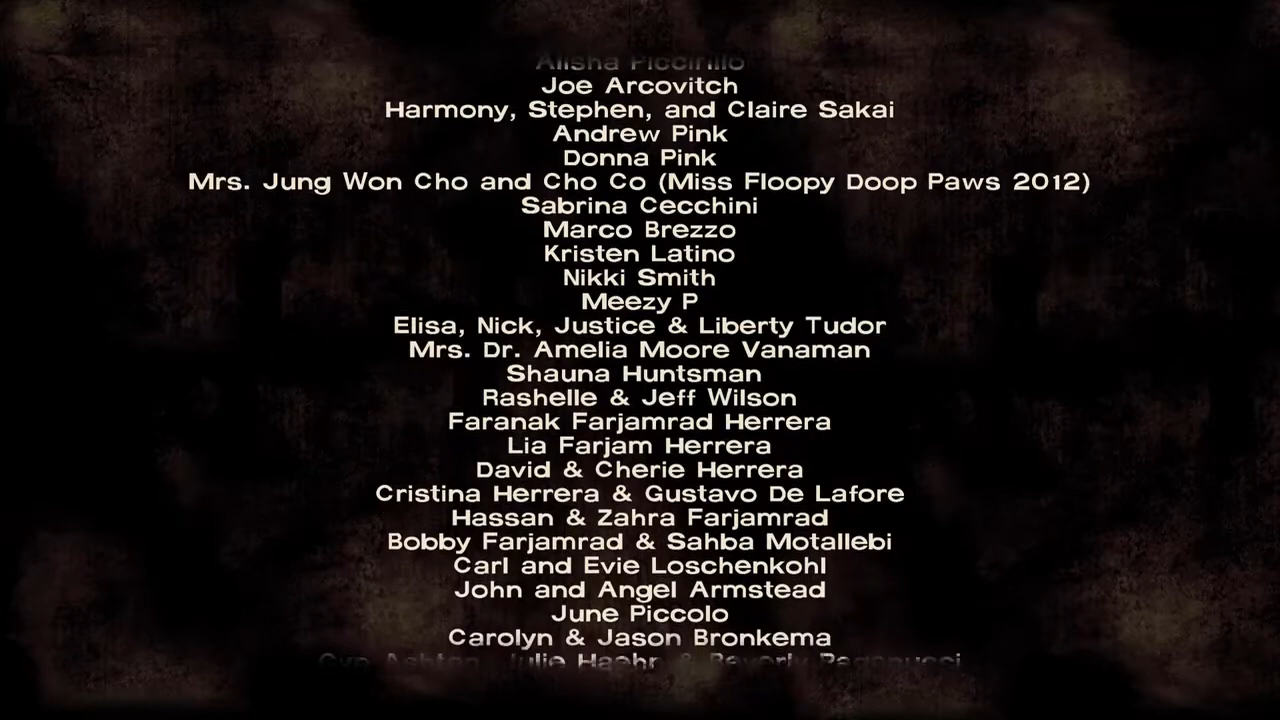 Alisha Piccirillo
Joe Arcovitch
Harmony, Stephen, and Claire Sakai
Andrew Pink
Donna Pink
Mrs. Jung Won Cho and Cho Co (Miss Floopy Doop Paws 2012)
Sabrina Cecchini
Marco Brezzo
Kristen Latino
Nikki Smith
Meezy P
Elisa, Nick, Justice & Liberty Tudor
Mrs. Dr. Amelia Moore Vanaman
Shauna Huntsman
Rashelle & Jeff Wilson
Faranak Farjamrad Herrera
Lia Farjam Herrera
David & Cherie Herrera
Cristina Herrera & Gustavo De Lafore
Hassan & Zahra Farjamrad
Bobby Farjamrad & Sahba Motallebi
Carl and Evie Loschenkohl
John and Angel Armstead
June Piccolo
Carolyn & Jason Bronkema
Julie & Beverly